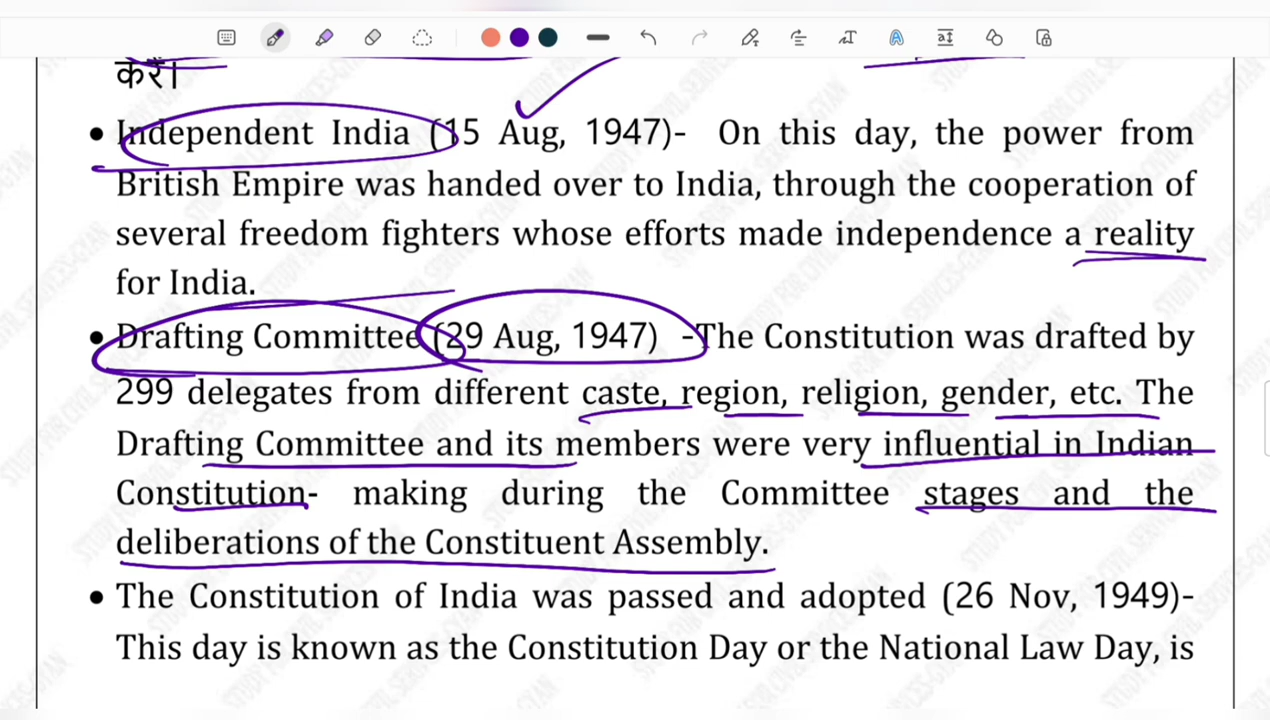 करें।
• Independent India (15 Aug, 1947)- On this day, the power from
British Empire was handed over to India, through the cooperation of
several freedom fighters whose efforts made independence a reality
for India.
• Drafting Committee (29 Aug, 1947) -The Constitution was drafted by
299 delegates from different caste, region, religion, gender, etc. The
Drafting Committee and its members were very influential in Indian
Constitution- making during the Committee stages and the
deliberations of the Constituent Assembly.
• The Constitution of India was passed and adopted (26 Nov, 1949)-
This day is known as the Constitution Day or the National Law Day, is